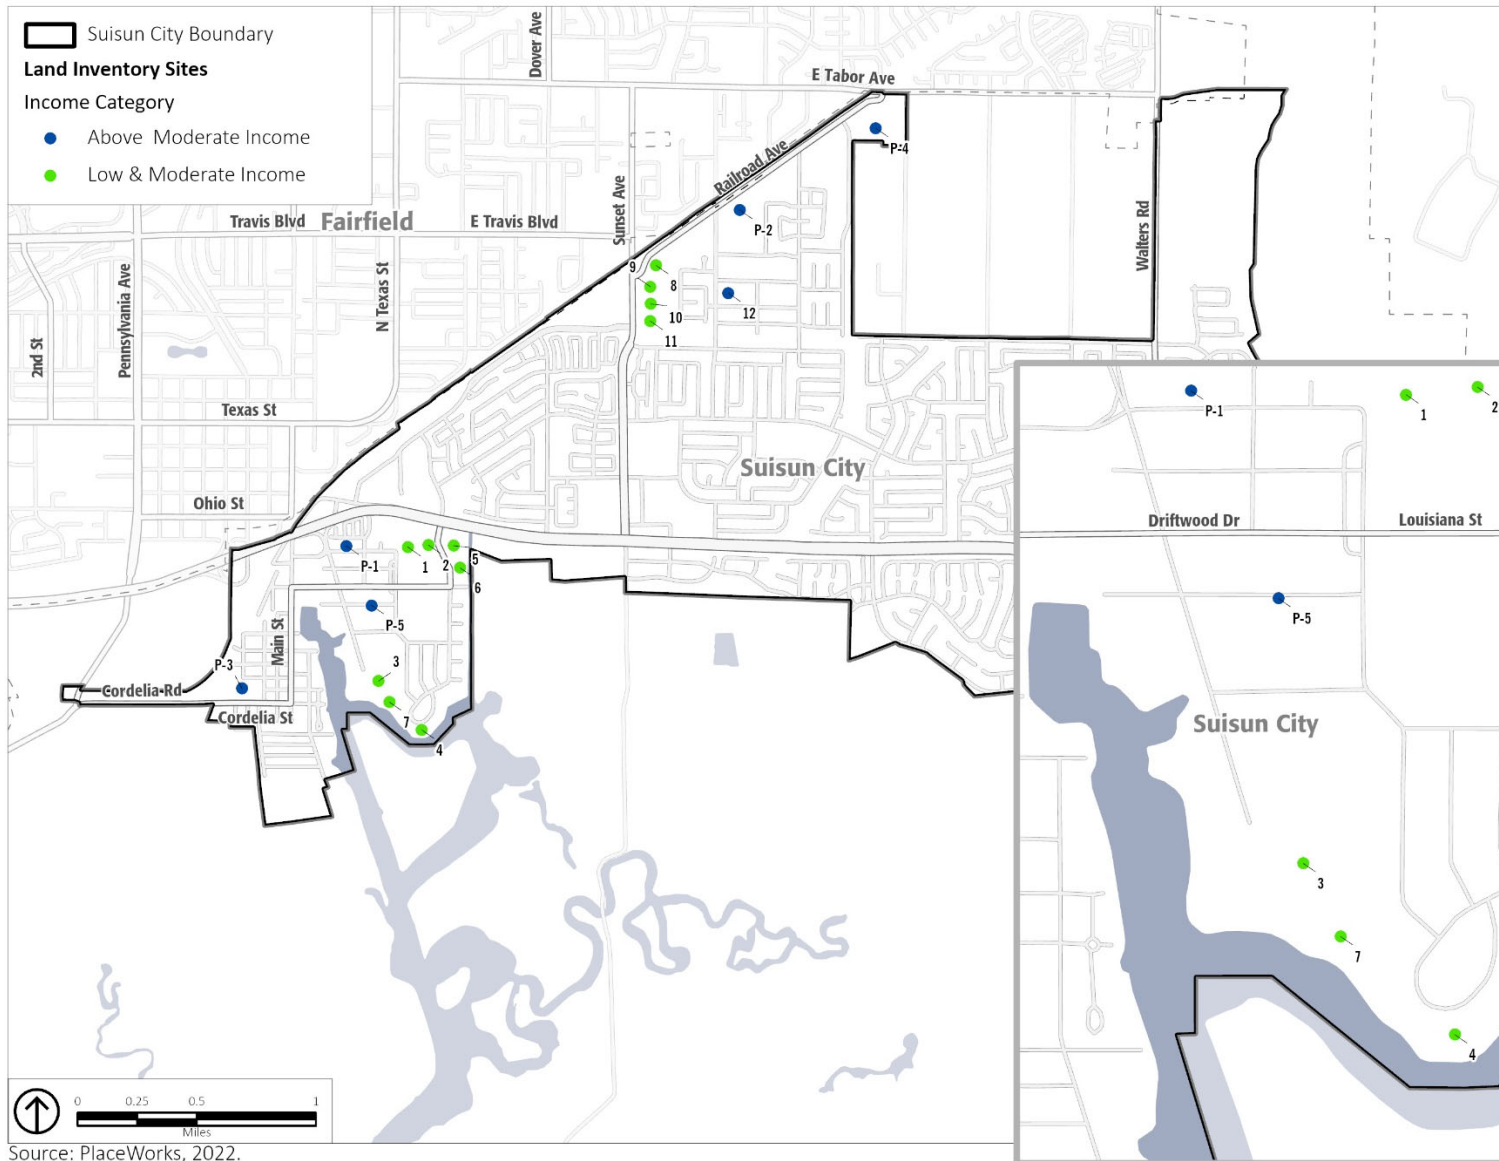 Suisun City Boundary
Land Inventory Sites
Income Category
Above Moderate Income
Low & Moderate Income
Dover Ave
E Tabor Ave
Railroad Ave
P-4
Travis Blvd
Fairfield
E Travis Blvd
Sunset Ave
P-2
Walters Rd
Pennsylvania Ave
N Texas St
2nd St
9
8
10
11
12
Texas St
Suisun City
Ohio St
P-1
1
2
5
6
P-5
Main St
P-3
3
Cordelia Rd
Cordelia St
7
4
P-1
1
2
Driftwood Dr
Louisiana St
P-5
Suisun City
3
7
4
0 0.25 0.5 1
Miles
Source: PlaceWorks, 2022.